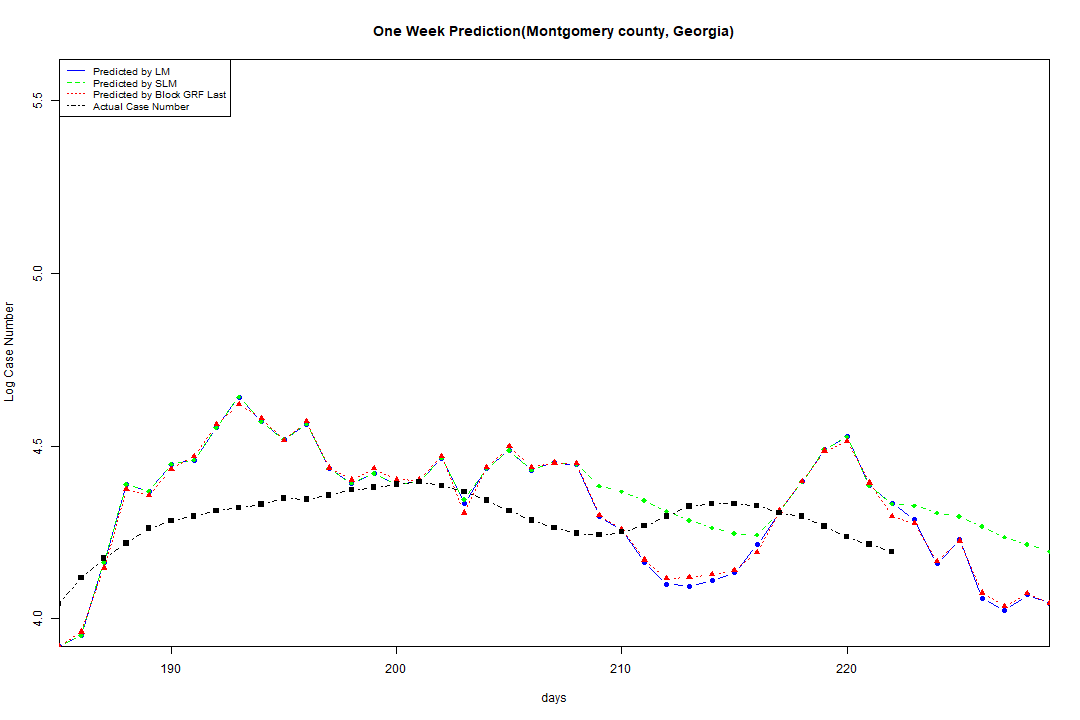 One Week Prediction(Montgomery county, Georgia)
Predicted by LM
Predicted by SLM
Predicted by Block GRF Last
Actual Case Number
5.5
5.0
4.5
4.0
Log Case Number
190 200 210 220
days